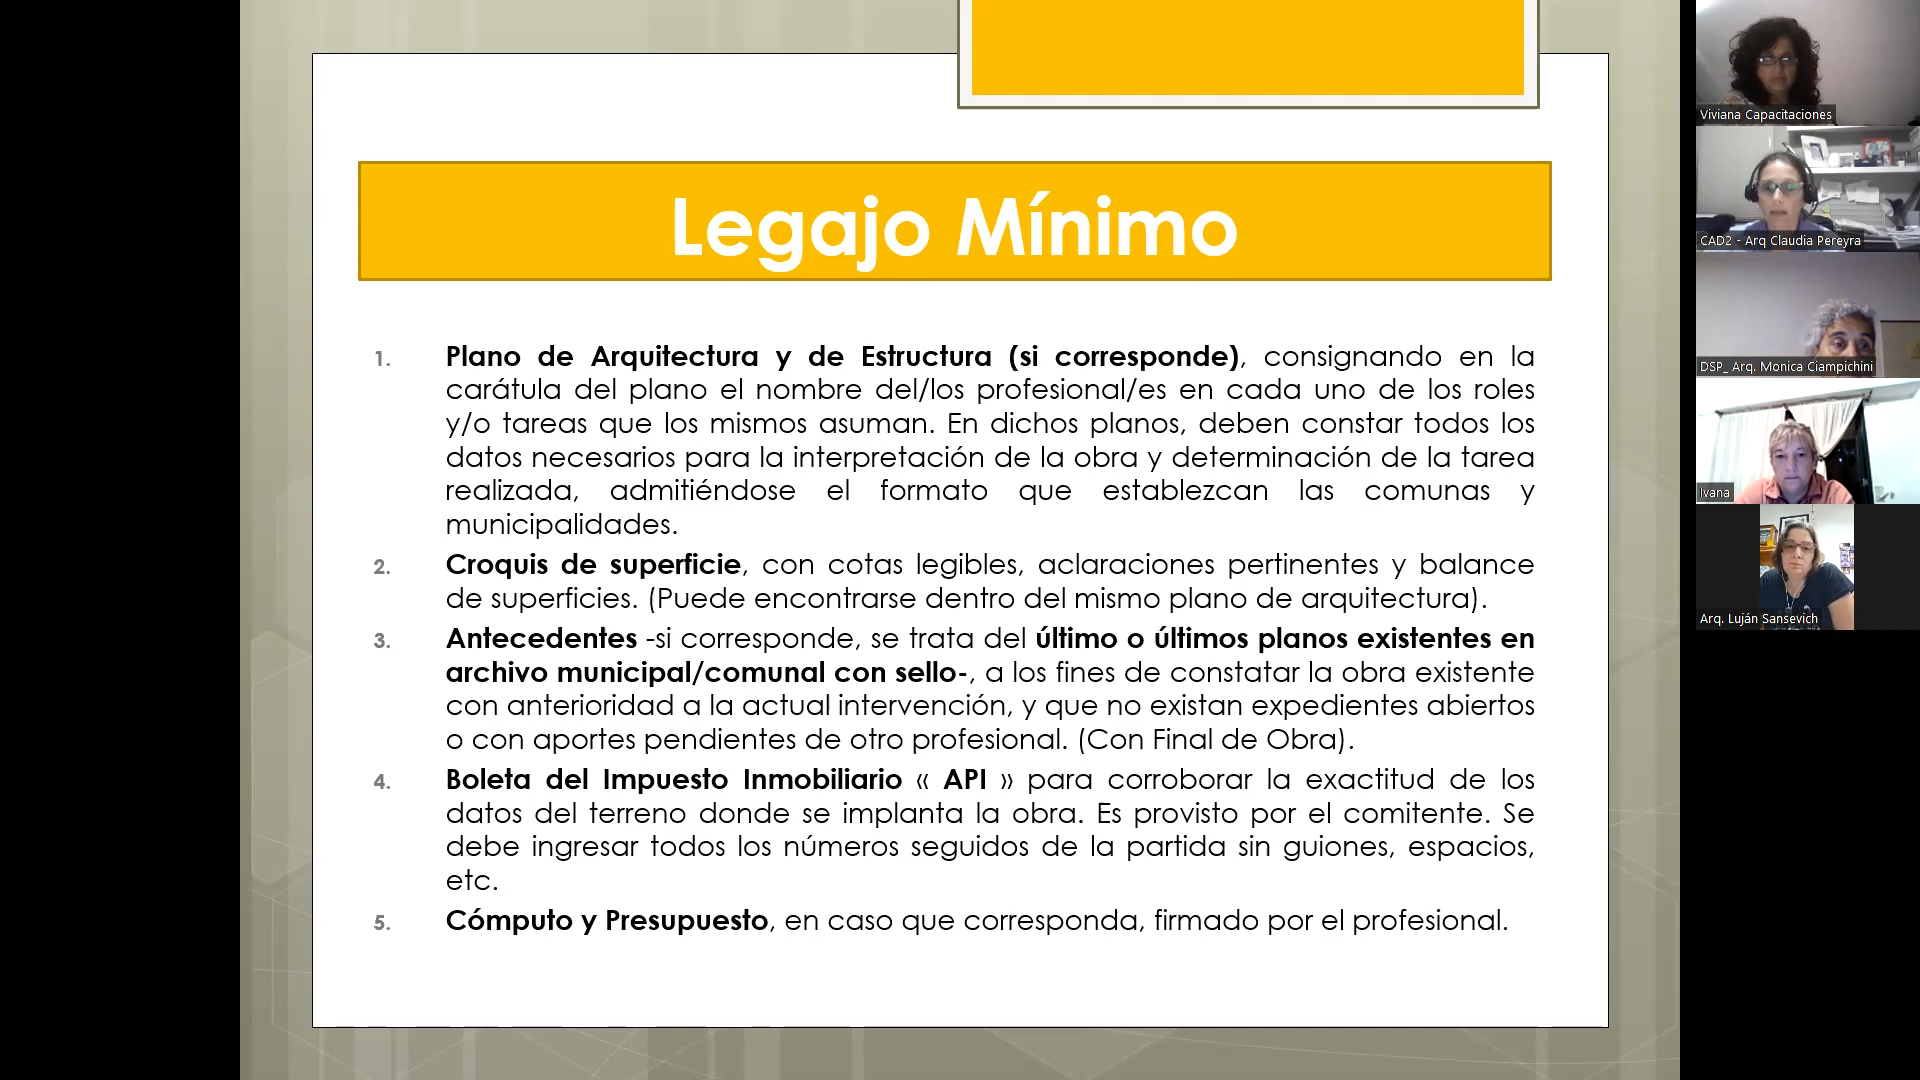 Legajo Mínimo
1. Plano de Arquitectura y de Estructura (si corresponde), consignando en la
carátula del plano el nombre del/los profesional/es en cada uno de los roles
y/o tareas que los mismos asuman. En dichos planos, deben constar todos los
datos necesarios para la interpretación de la obra y determinación de la tarea
realizada, admitiéndose el formato que establezcan las comunas y
municipalidades.
2. Croquis de superficie, con cotas legibles, aclaraciones pertinentes y balance
de superficies. (Puede encontrarse dentro del mismo plano de arquitectura).
3. Antecedentes -si corresponde, se trata del último o últimos planos existentes en
archivo municipal/comunal con sello-, a los fines de constatar la obra existente
con anterioridad a la actual intervención, y que no existan expedientes abiertos
o con aportes pendientes de otro profesional. (Con Final de Obra).
4. Boleta del Impuesto Inmobiliario « API » para corroborar la exactitud de los
datos del terreno donde se implanta la obra. Es provisto por el comitente. Se
debe ingresar todos los números seguidos de la partida sin guiones, espacios,
etc.
5. Cómputo y Presupuesto, en caso que corresponda, firmado por el profesional.
Viviana Capacitaciones
CAD2 - Arq Claudia Pereyra
DSP_ Arq. Monica Ciampichini
Ivana
Arq. Luján Sansevich